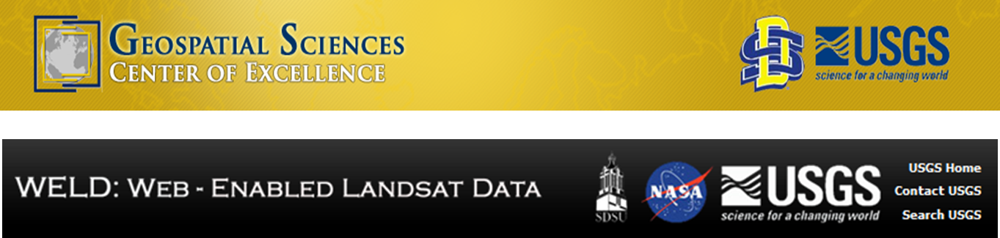 GEOSPATIAL SCIENCES
CENTER OF EXCELLENCE
SD
USGS
science for a changing world
WELD: WEB - ENABLED LANDSAT DATA
SDSU
NASA
USGS
science for a changing world
USGS Home
Contact USGS
Search USGS